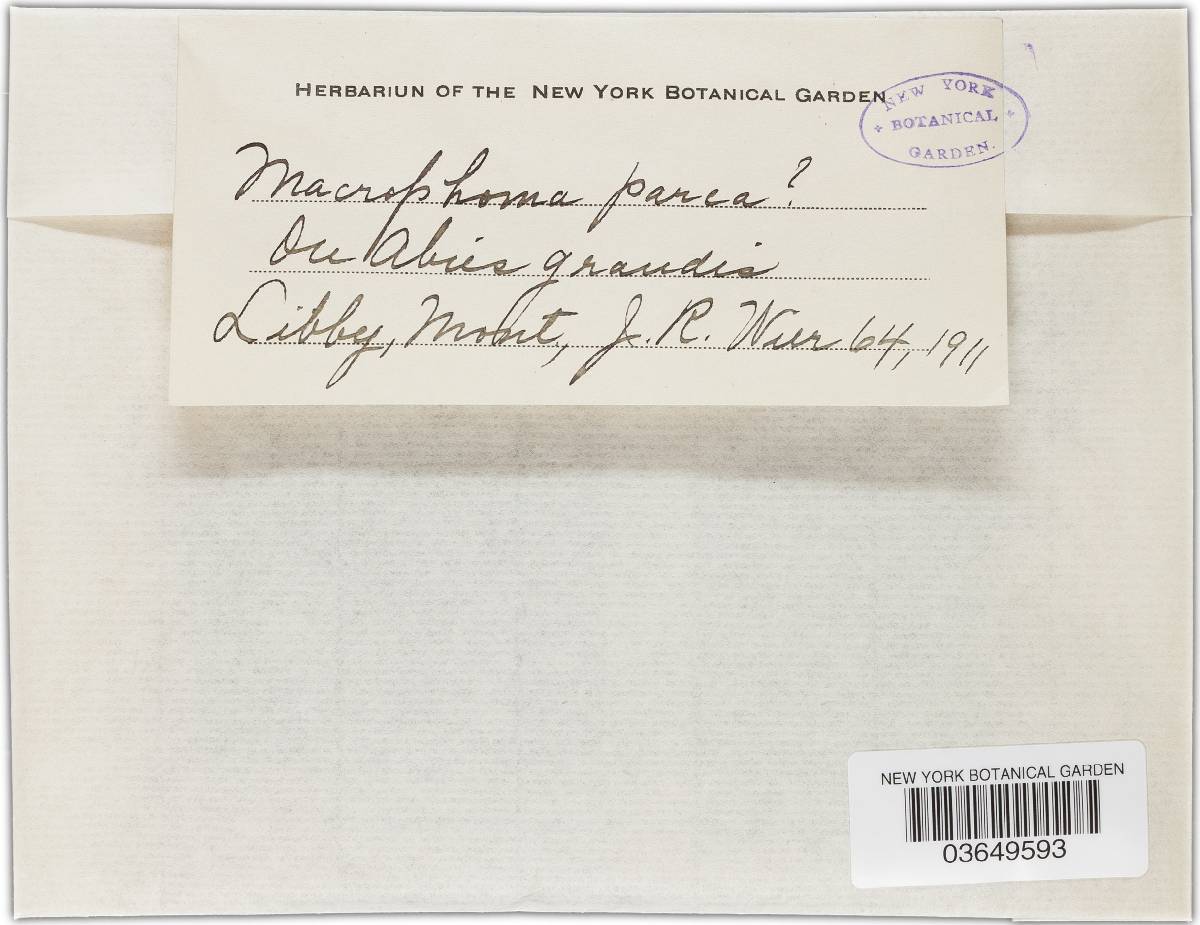 HERBARIUN OF THE NEW YORK BOTANICAL GARDEN
NEW YORK
BOTANICAL
GARDEN.
Macrophoma parca?
On Abies grandis
Libby, Mont, J. R. Wier 64, 1911
NEW YORK BOTANICAL GARDEN
03649593